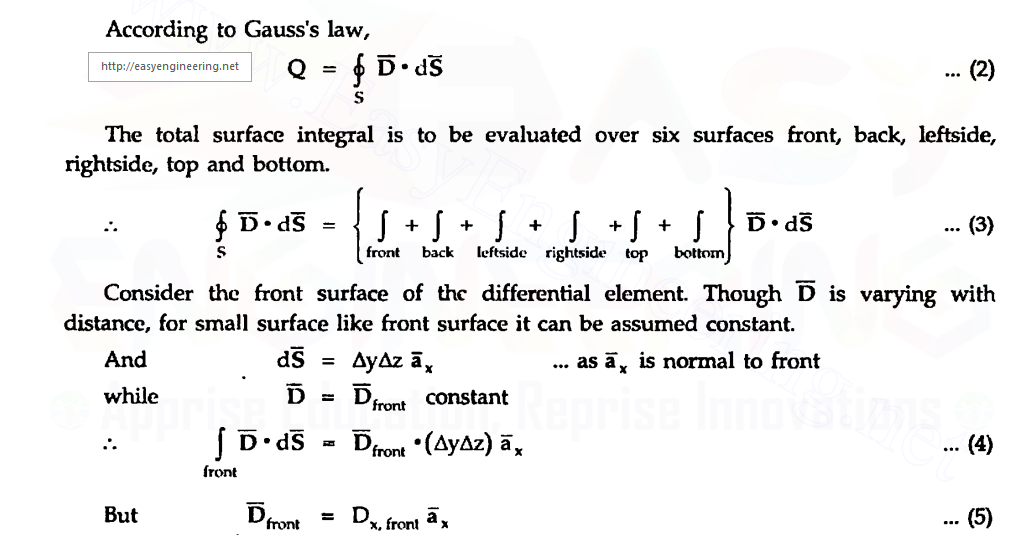 According to Gauss's law,
http://easyengineering.net
Q = ∮ D̅ • dS̅ ... (2)
S
The total surface integral is to be evaluated over six surfaces front, back, leftside,
rightside, top and bottom.
∴ ∮ D̅ • dS̅ = { ∫ + ∫ + ∫ + ∫ + ∫ + ∫ } D̅ • dS̅ ... (3)
S front back leftside rightside top bottom
Consider the front surface of the differential element. Though D̅ is varying with
distance, for small surface like front surface it can be assumed constant.
And dS̅ = ΔyΔz a̅ₓ ... as a̅ₓ is normal to front
while D̅ = D̅front constant
∴ ∫ D̅ • dS̅ = D̅front •(ΔyΔz) a̅ₓ ... (4)
front
But D̅front = Dx, front a̅ₓ ... (5)
Apprise Education, Reprise Innovations